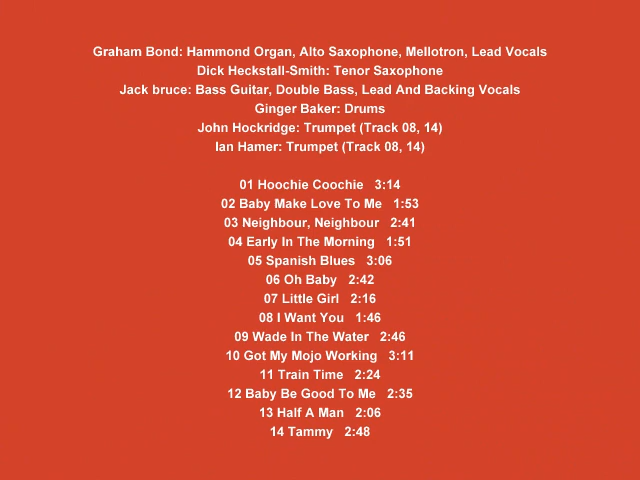 Graham Bond: Hammond Organ, Alto Saxophone, Mellotron, Lead Vocals
Dick Heckstall-Smith: Tenor Saxophone
Jack bruce: Bass Guitar, Double Bass, Lead And Backing Vocals
Ginger Baker: Drums
John Hockridge: Trumpet (Track 08, 14)
Ian Hamer: Trumpet (Track 08, 14)
01 Hoochie Coochie 3:14
02 Baby Make Love To Me 1:53
03 Neighbour, Neighbour 2:41
04 Early In The Morning 1:51
05 Spanish Blues 3:06
06 Oh Baby 2:42
07 Little Girl 2:16
08 I Want You 1:46
09 Wade In The Water 2:46
10 Got My Mojo Working 3:11
11 Train Time 2:24
12 Baby Be Good To Me 2:35
13 Half A Man 2:06
14 Tammy 2:48